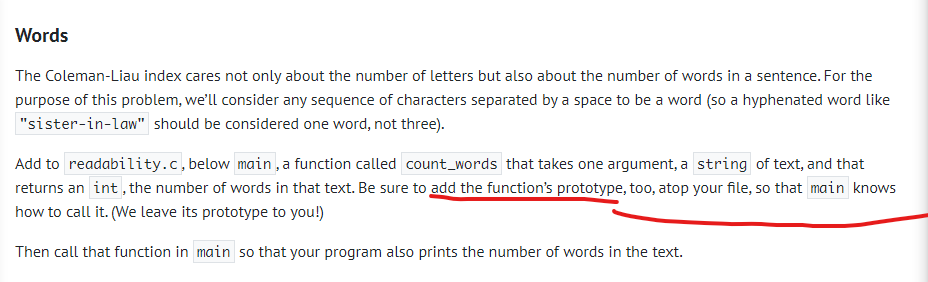 Words
The Coleman-Liau index cares not only about the number of letters but also about the number of words in a sentence. For the
purpose of this problem, we'll consider any sequence of characters separated by a space to be a word (so a hyphenated word like
"sister-in-law" should be considered one word, not three).
Add to readability.c, below main, a function called count_words that takes one argument, a string of text, and that
returns an int, the number of words in that text. Be sure to add the function's prototype, too, atop your file, so that main knows
how to call it. (We leave its prototype to you!)
Then call that function in main so that your program also prints the number of words in the text.